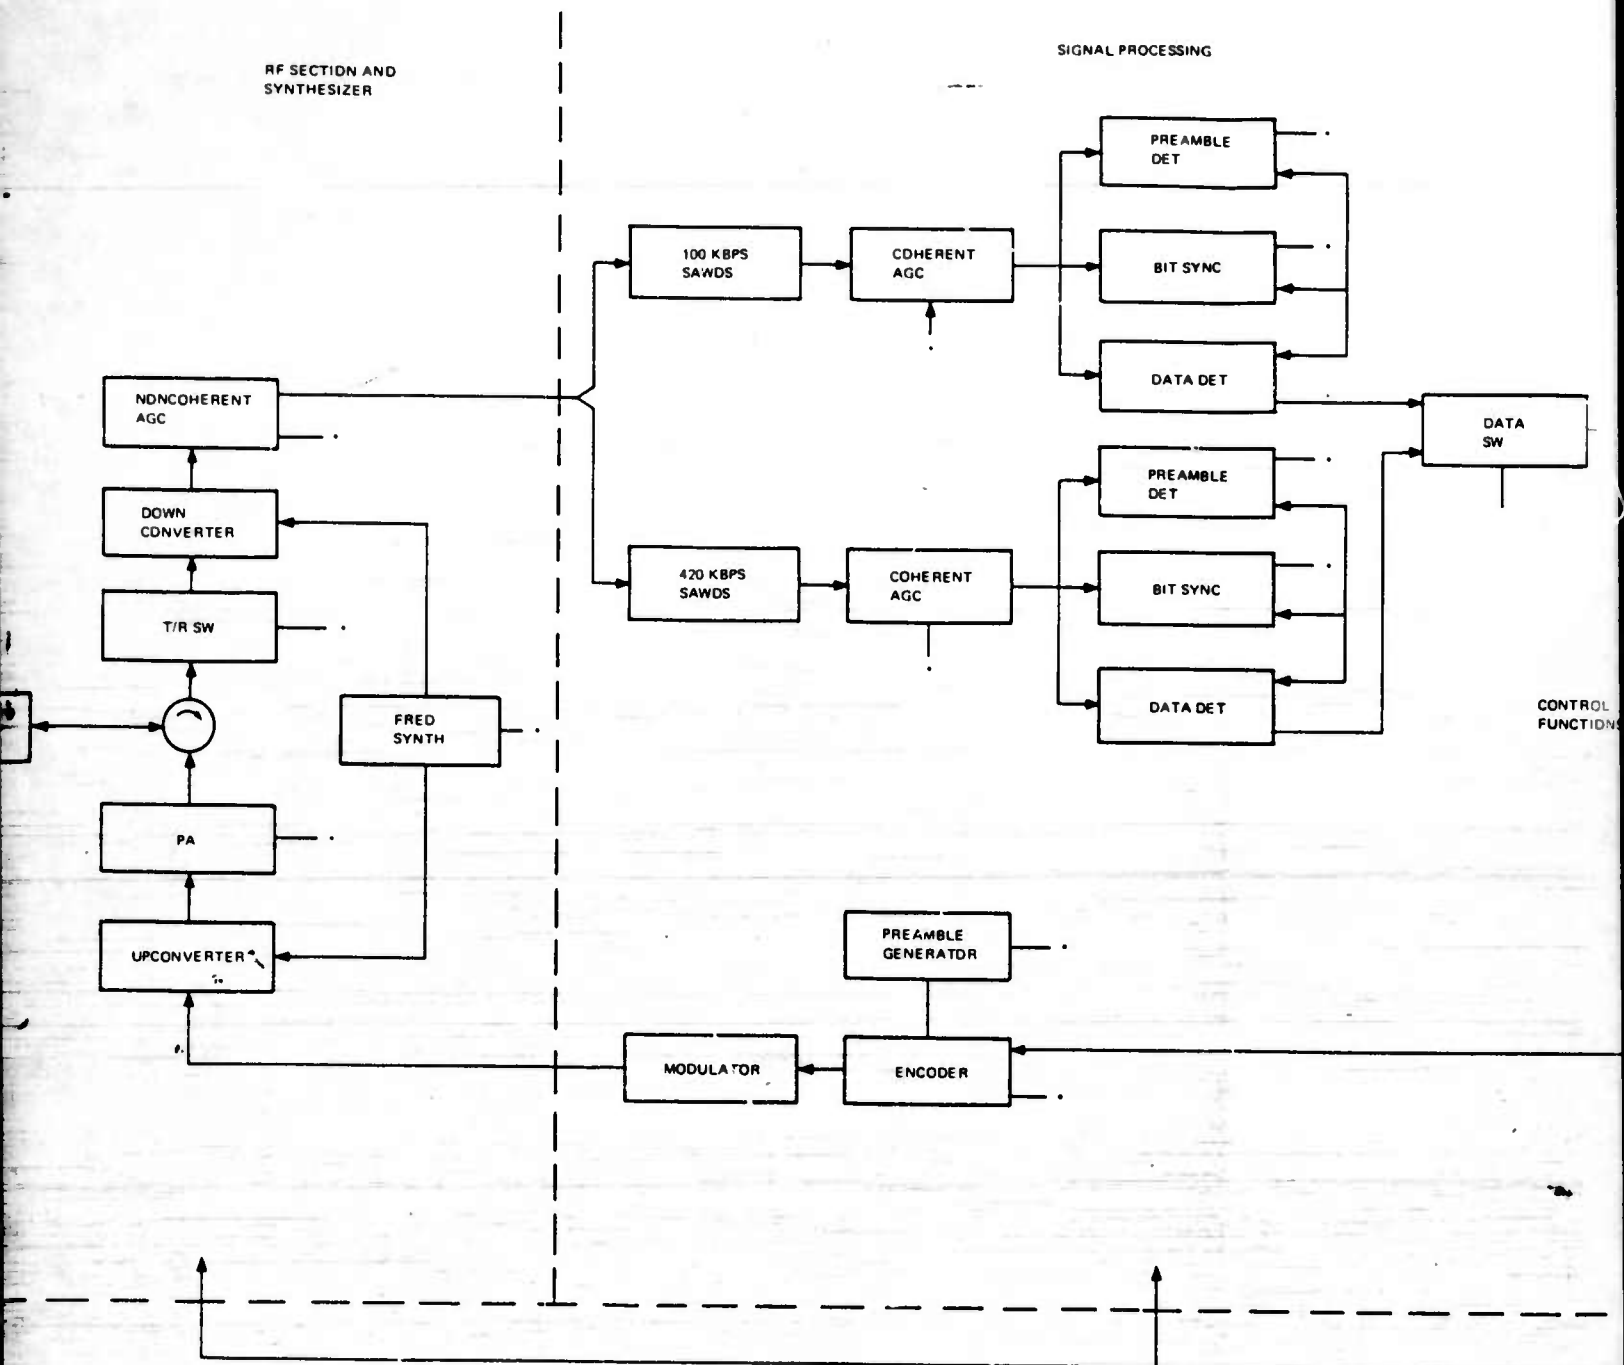 RF SECTION AND
SYNTHESIZER
SIGNAL PROCESSING
PREAMBLE
DET
100 KBPS
SAWDS
COHERENT
AGC
BIT SYNC
DATA DET
NONCOHERENT
AGC
DATA
SW
PREAMBLE
DET
DOWN
CONVERTER
420 KBPS
SAWDS
COHERENT
AGC
BIT SYNC
T/R SW
DATA DET
FREQ
SYNTH
CONTROL
FUNCTIONS
PA
PREAMBLE
GENERATOR
UPCONVERTER
MODULATOR
ENCODER